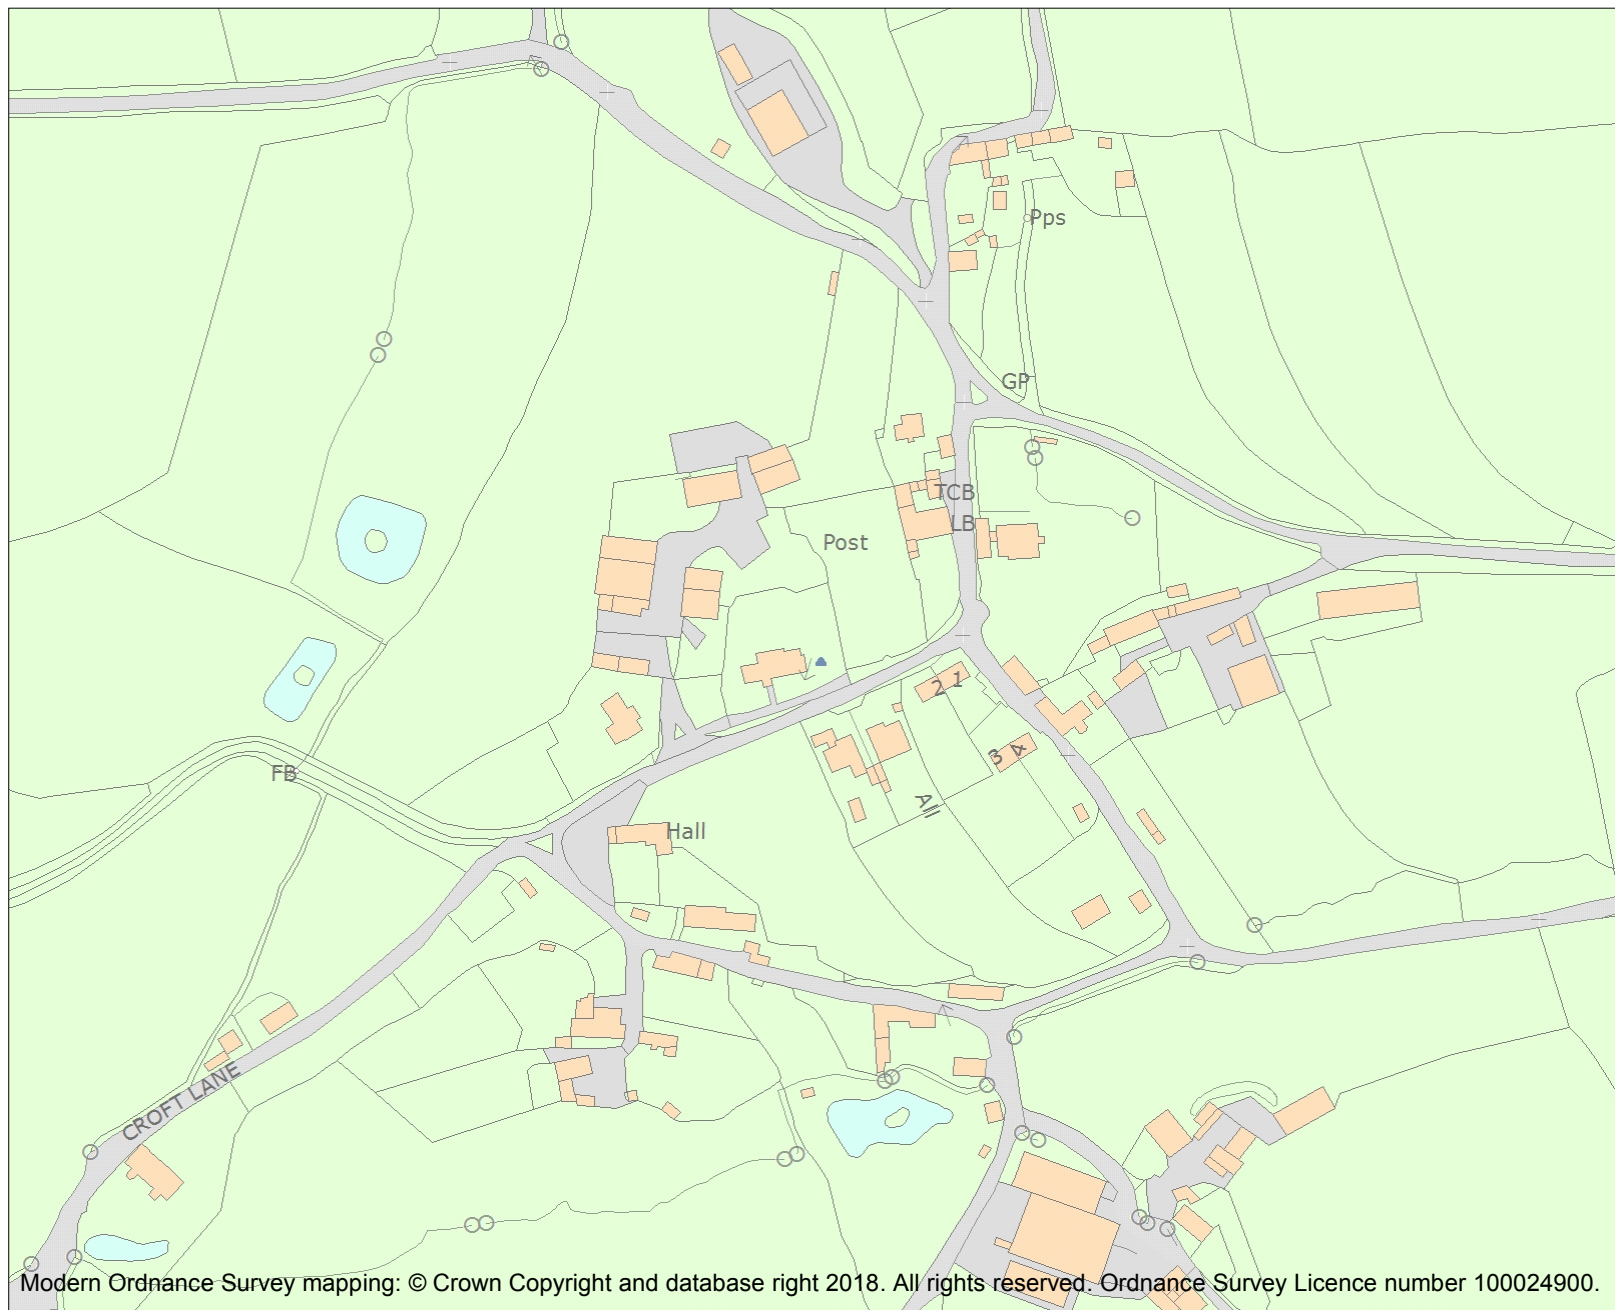 Pps
GP
TCB
LB
Post
2 1
3 4
FB
All
Hall
CROFT LANE
Modern Ordnance Survey mapping: © Crown Copyright and database right 2018. All rights reserved. Ordnance Survey Licence number 100024900.